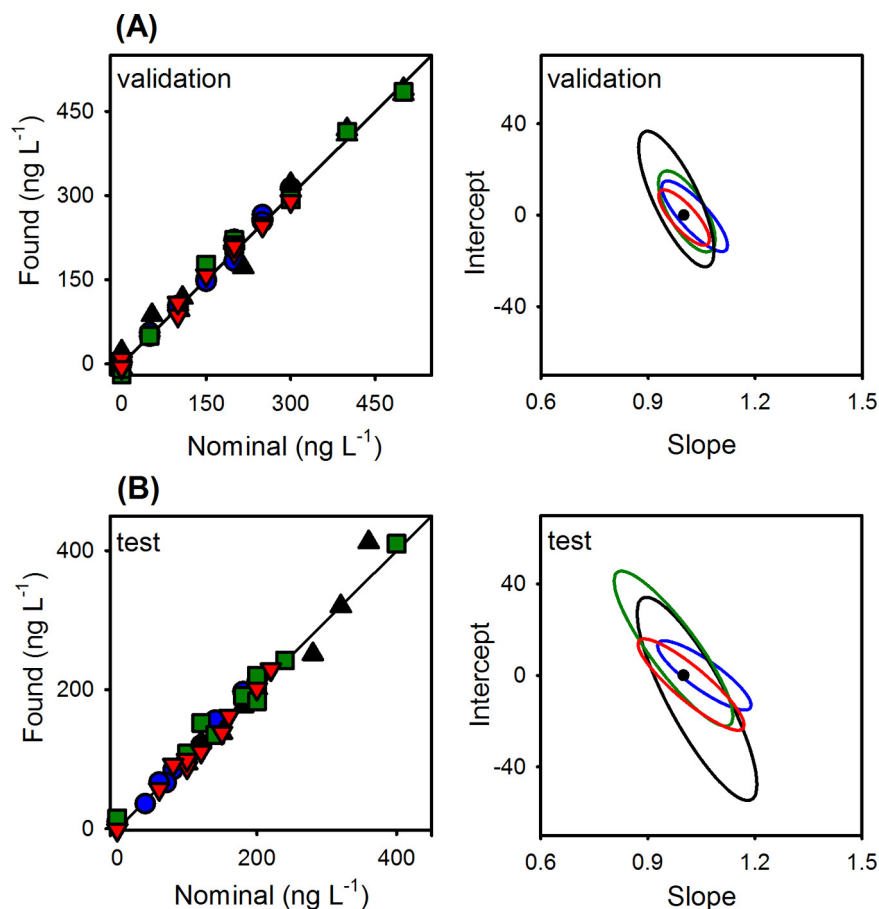 (A)
validation
450
300
150
0
Found (ng L⁻¹)
0 150 300 450
Nominal (ng L⁻¹)
validation
40
0
-40
Intercept
0.6 0.9 1.2 1.5
Slope
(B)
test
400
200
0
Found (ng L⁻¹)
0 200 400
Nominal (ng L⁻¹)
test
40
0
-40
Intercept
0.6 0.9 1.2 1.5
Slope